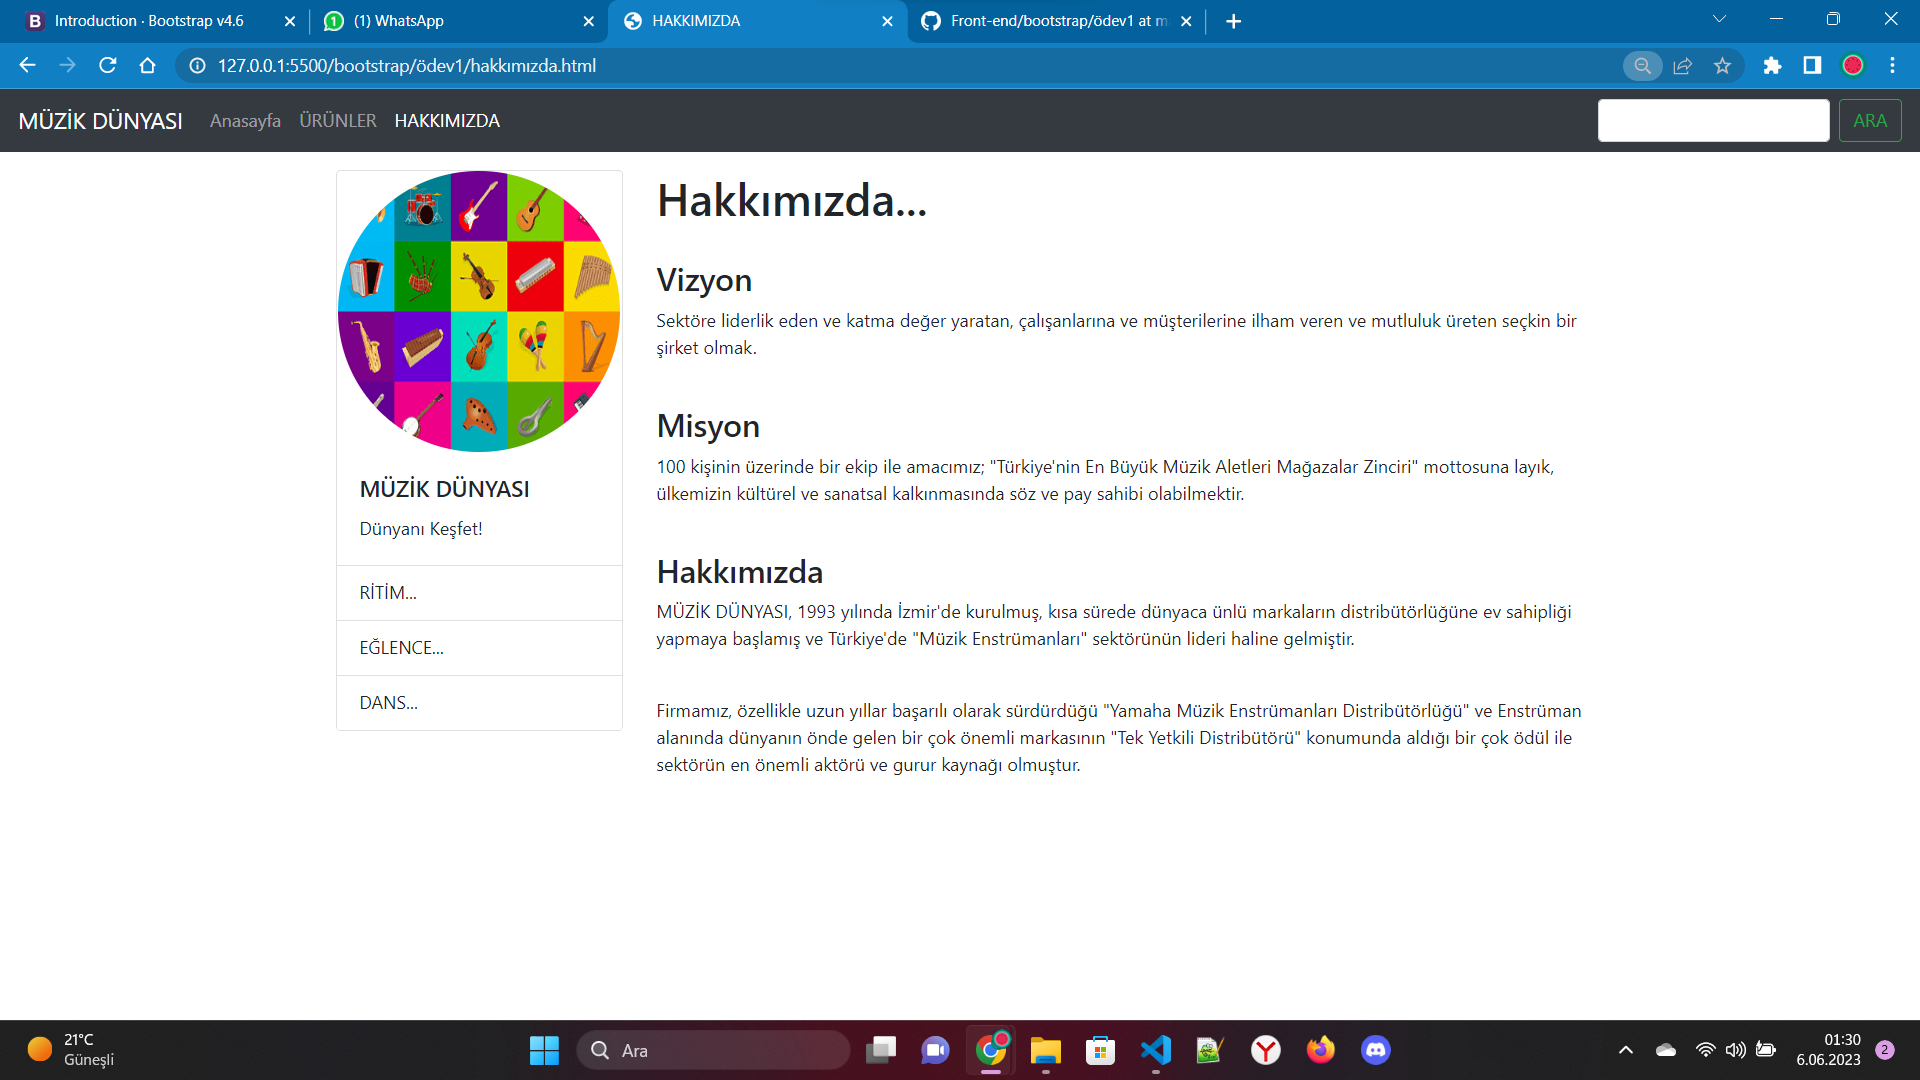 Introduction · Bootstrap v4.6
(1) WhatsApp
HAKKIMIZDA
Front-end/bootstrap/ödev1 at m
127.0.0.1:5500/bootstrap/ödev1/hakkımızda.html
MÜZİK DÜNYASI
Anasayfa
ÜRÜNLER
HAKKIMIZDA
ARA
MÜZİK DÜNYASI
Dünyanı Keşfet!
RİTİM...
EĞLENCE...
DANS...
Hakkımızda...
Vizyon
Sektöre liderlik eden ve katma değer yaratan, çalışanlarına ve müşterilerine ilham veren ve mutluluk üreten seçkin bir
şirket olmak.
Misyon
100 kişinin üzerinde bir ekip ile amacımız; "Türkiye'nin En Büyük Müzik Aletleri Mağazalar Zinciri" mottosuna layık,
ülkemizin kültürel ve sanatsal kalkınmasında söz ve pay sahibi olabilmektir.
Hakkımızda
MÜZİK DÜNYASI, 1993 yılında İzmir'de kurulmuş, kısa sürede dünyaca ünlü markaların distribütörlüğüne ev sahipliği
yapmaya başlamış ve Türkiye'de "Müzik Enstrümanları" sektörünün lideri haline gelmiştir.
Firmamız, özellikle uzun yıllar başarılı olarak sürdürdüğü "Yamaha Müzik Enstrümanları Distribütörlüğü" ve Enstrüman
alanında dünyanın önde gelen bir çok önemli markasının "Tek Yetkili Distribütörü" konumunda aldığı bir çok ödül ile
sektörün en önemli aktörü ve gurur kaynağı olmuştur.
21°C
Güneşli
Ara
01:30
6.06.2023
2